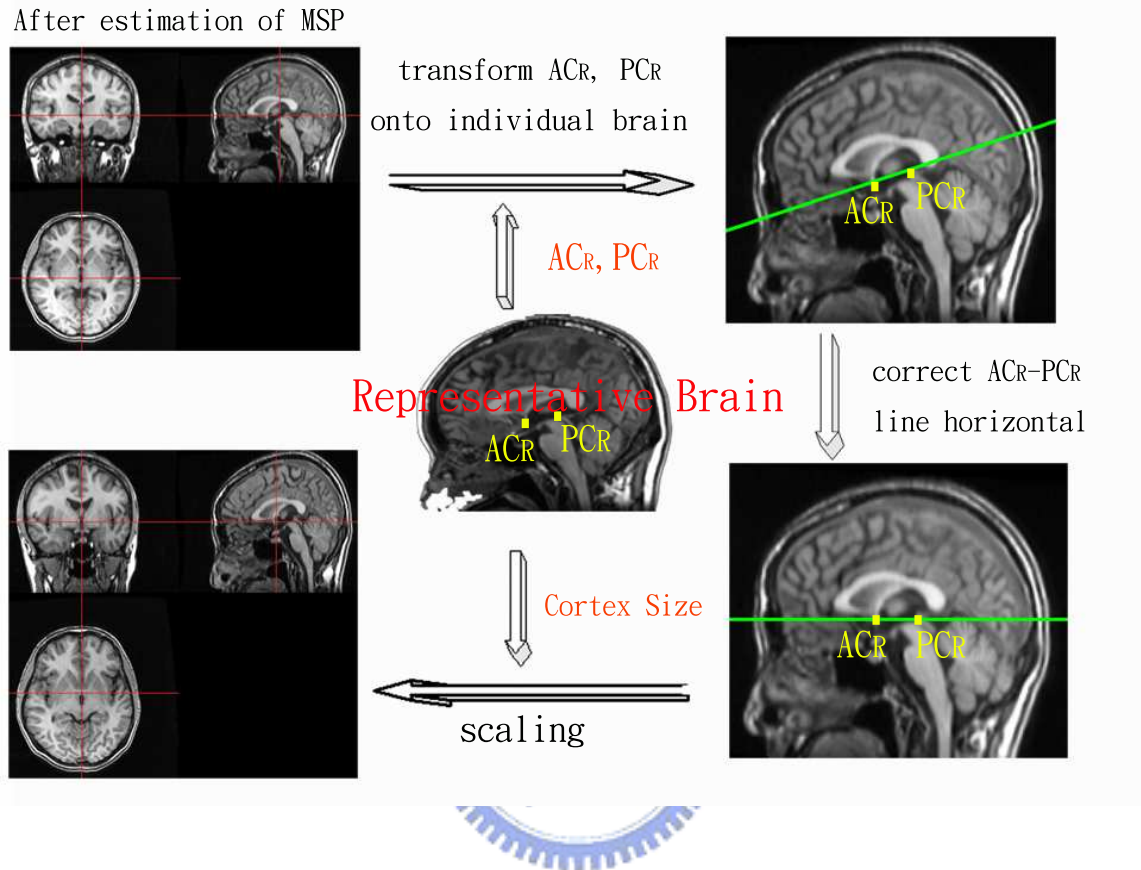 After estimation of MSP
transform ACR, PCR
onto individual brain
ACR PCR
ACR, PCR
correct ACR-PCR
line horizontal
Representative Brain
ACR PCR
Cortex Size
ACR PCR
scaling